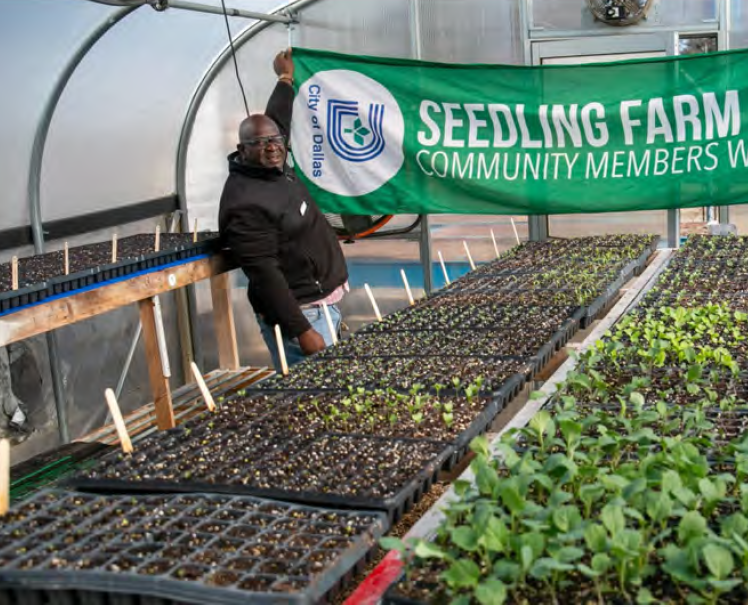 City of Dallas
SEEDLING FARM
COMMUNITY MEMBERS W